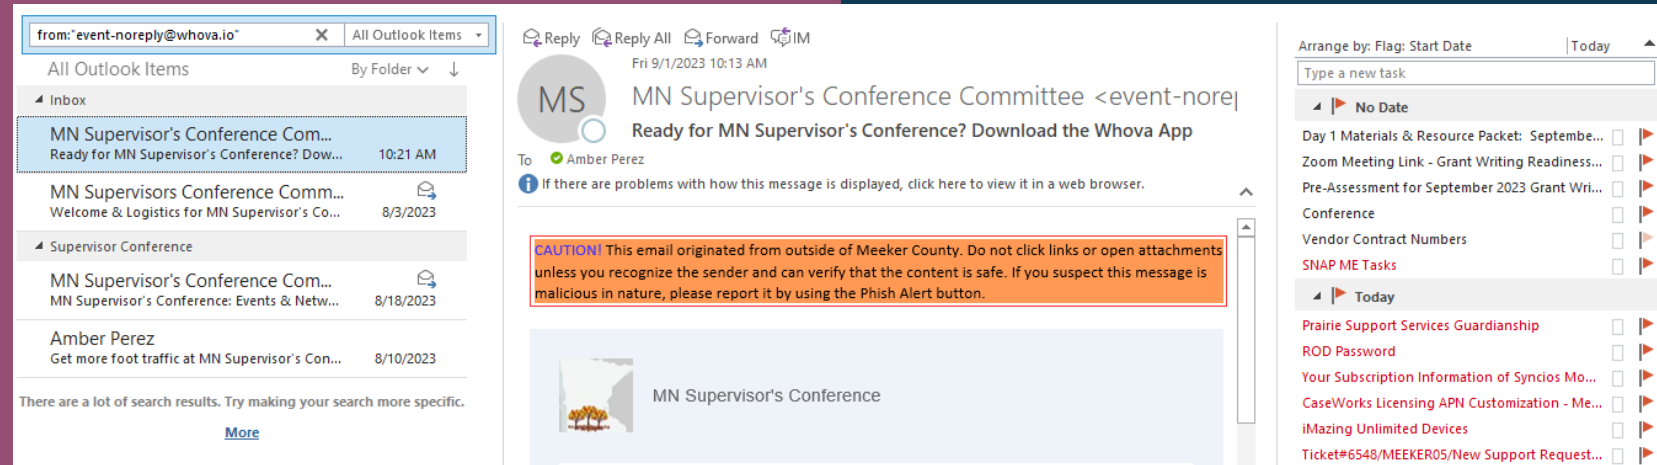 from:"event-noreply@whova.io"
All Outlook Items
All Outlook Items
By Folder
Inbox
MN Supervisor's Conference Com...
Ready for MN Supervisor's Conference? Dow...
10:21 AM
MN Supervisors Conference Comm...
Welcome & Logistics for MN Supervisor's Co...
8/3/2023
Supervisor Conference
MN Supervisor's Conference Com...
MN Supervisor's Conference: Events & Netw...
8/18/2023
Amber Perez
Get more foot traffic at MN Supervisor's Con...
8/10/2023
There are a lot of search results. Try making your search more specific.
More
Reply
Reply All
Forward
IM
Fri 9/1/2023 10:13 AM
MS
MN Supervisor's Conference Committee <event-norep
Ready for MN Supervisor's Conference? Download the Whova App
To
Amber Perez
If there are problems with how this message is displayed, click here to view it in a web browser.
CAUTION! This email originated from outside of Meeker County. Do not click links or open attachments
unless you recognize the sender and can verify that the content is safe. If you suspect this message is
malicious in nature, please report it by using the Phish Alert button.
MN Supervisor's Conference
Arrange by: Flag: Start Date
Today
Type a new task
No Date
Day 1 Materials & Resource Packet: Septembe...
Zoom Meeting Link - Grant Writing Readiness...
Pre-Assessment for September 2023 Grant Wri...
Conference
Vendor Contract Numbers
SNAP ME Tasks
Today
Prairie Support Services Guardianship
ROD Password
Your Subscription Information of Syncios Mo...
CaseWorks Licensing APN Customization - Me...
iMazing Unlimited Devices
Ticket#6548/MEEKER05/New Support Request...